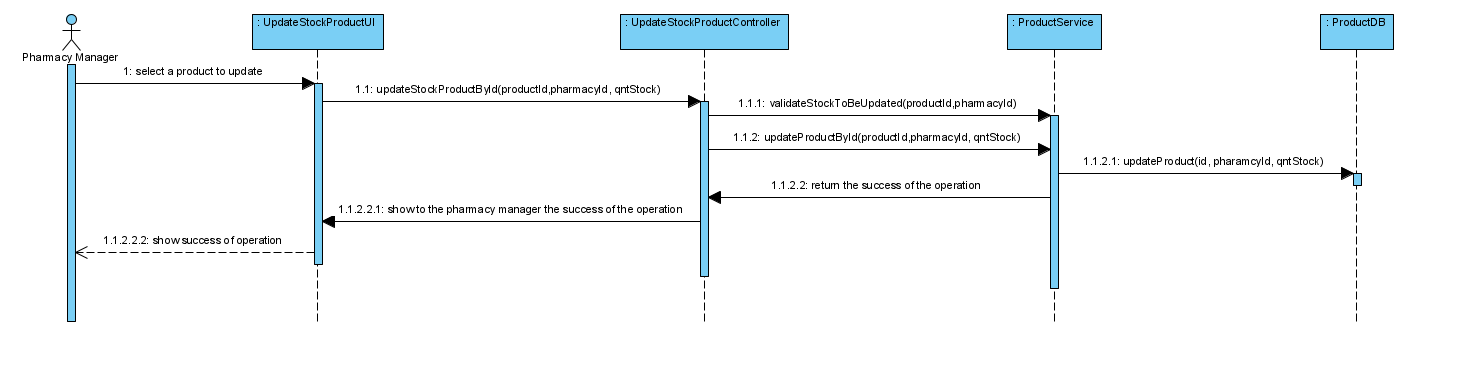 : UpdateStockProductUI
: UpdateStockProductController
: ProductService
: ProductDB
Pharmacy Manager
1: select a product to update
1.1: updateStockProductById(productId,pharmacyId, qntStock)
1.1.1: validateStockToBeUpdated(productId,pharmacyId)
1.1.2: updateProductById(productId,pharmacyId, qntStock)
1.1.2.1: updateProduct(id, pharamcyId, qntStock)
1.1.2.2: return the success of the operation
1.1.2.2.1: show to the pharmacy manager the success of the operation
1.1.2.2.2: show success of operation